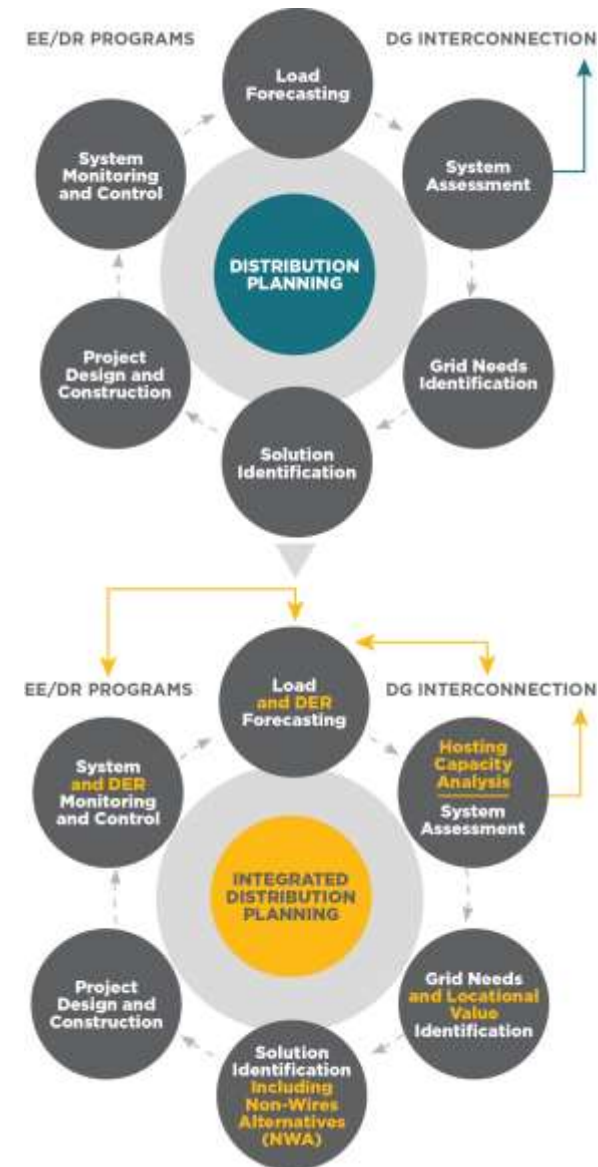 EE/DR PROGRAMS
DG INTERCONNECTION
Load
Forecasting
System
Monitoring
and Control
System
Assessment
DISTRIBUTION
PLANNING
Project
Design and
Construction
Grid Needs
Identification
Solution
Identification
EE/DR PROGRAMS
DG INTERCONNECTION
Load
and DER
Forecasting
System
and DER
Monitoring
and Control
Hosting
Capacity
Analysis
System
Assessment
INTEGRATED
DISTRIBUTION
PLANNING
Project
Design and
Construction
Grid Needs
and Locational
Value
Identification
Solution
Identification
Including
Non-Wires
Alternatives
(NWA)